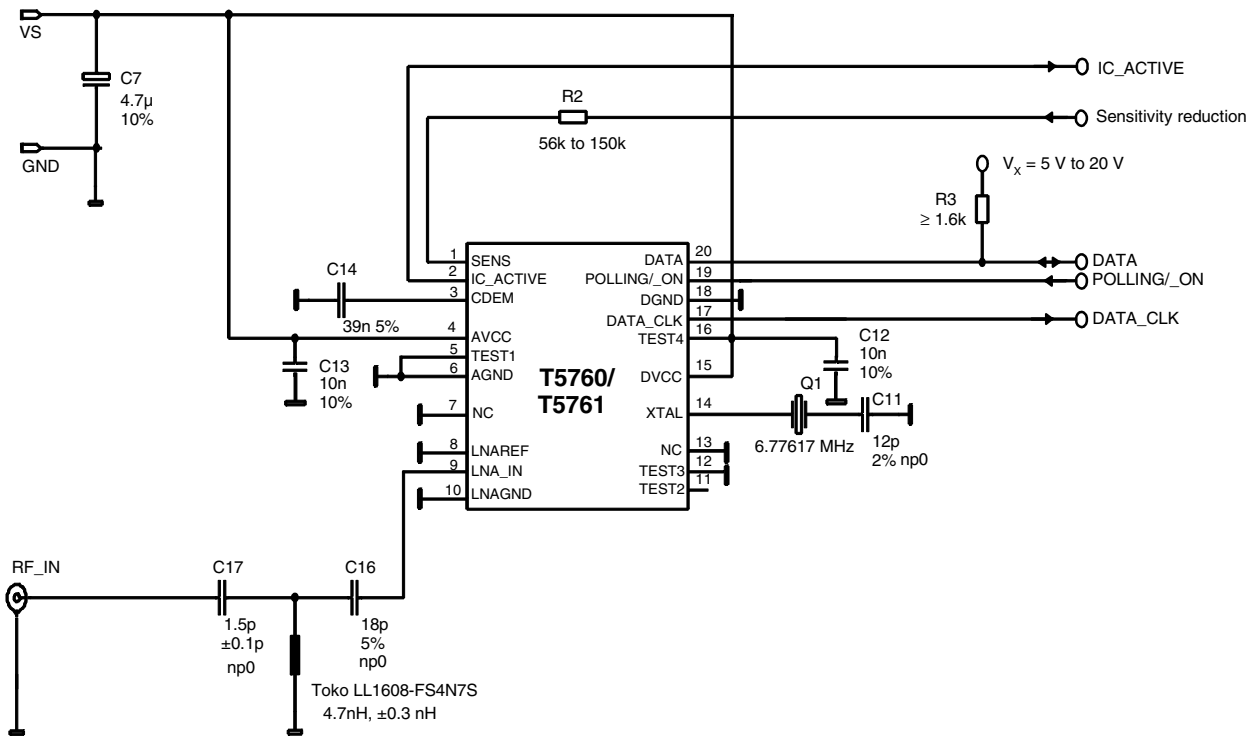 VS
C7
4.7µ
10%
GND
IC_ACTIVE
R2
56k to 150k
Sensitivity reduction
VX = 5 V to 20 V
R3
≥ 1.6k
DATA
POLLING/_ON
DATA_CLK
C14
39n 5%
C13
10n
10%
1 SENS
2 IC_ACTIVE
3 CDEM
4 AVCC
5 TEST1
6 AGND
7 NC
8 LNAREF
9 LNA_IN
10 LNAGND
T5760/
T5761
DATA 20
POLLING/_ON 19
DGND 18
DATA_CLK 17
TEST4 16
DVCC 15
XTAL 14
NC 13
TEST3 12
TEST2 11
C12
10n
10%
Q1
6.77617 MHz
C11
12p
2% np0
RF_IN
C17
1.5p
±0.1p
np0
C16
18p
5%
np0
Toko LL1608-FS4N7S
4.7nH, ±0.3 nH